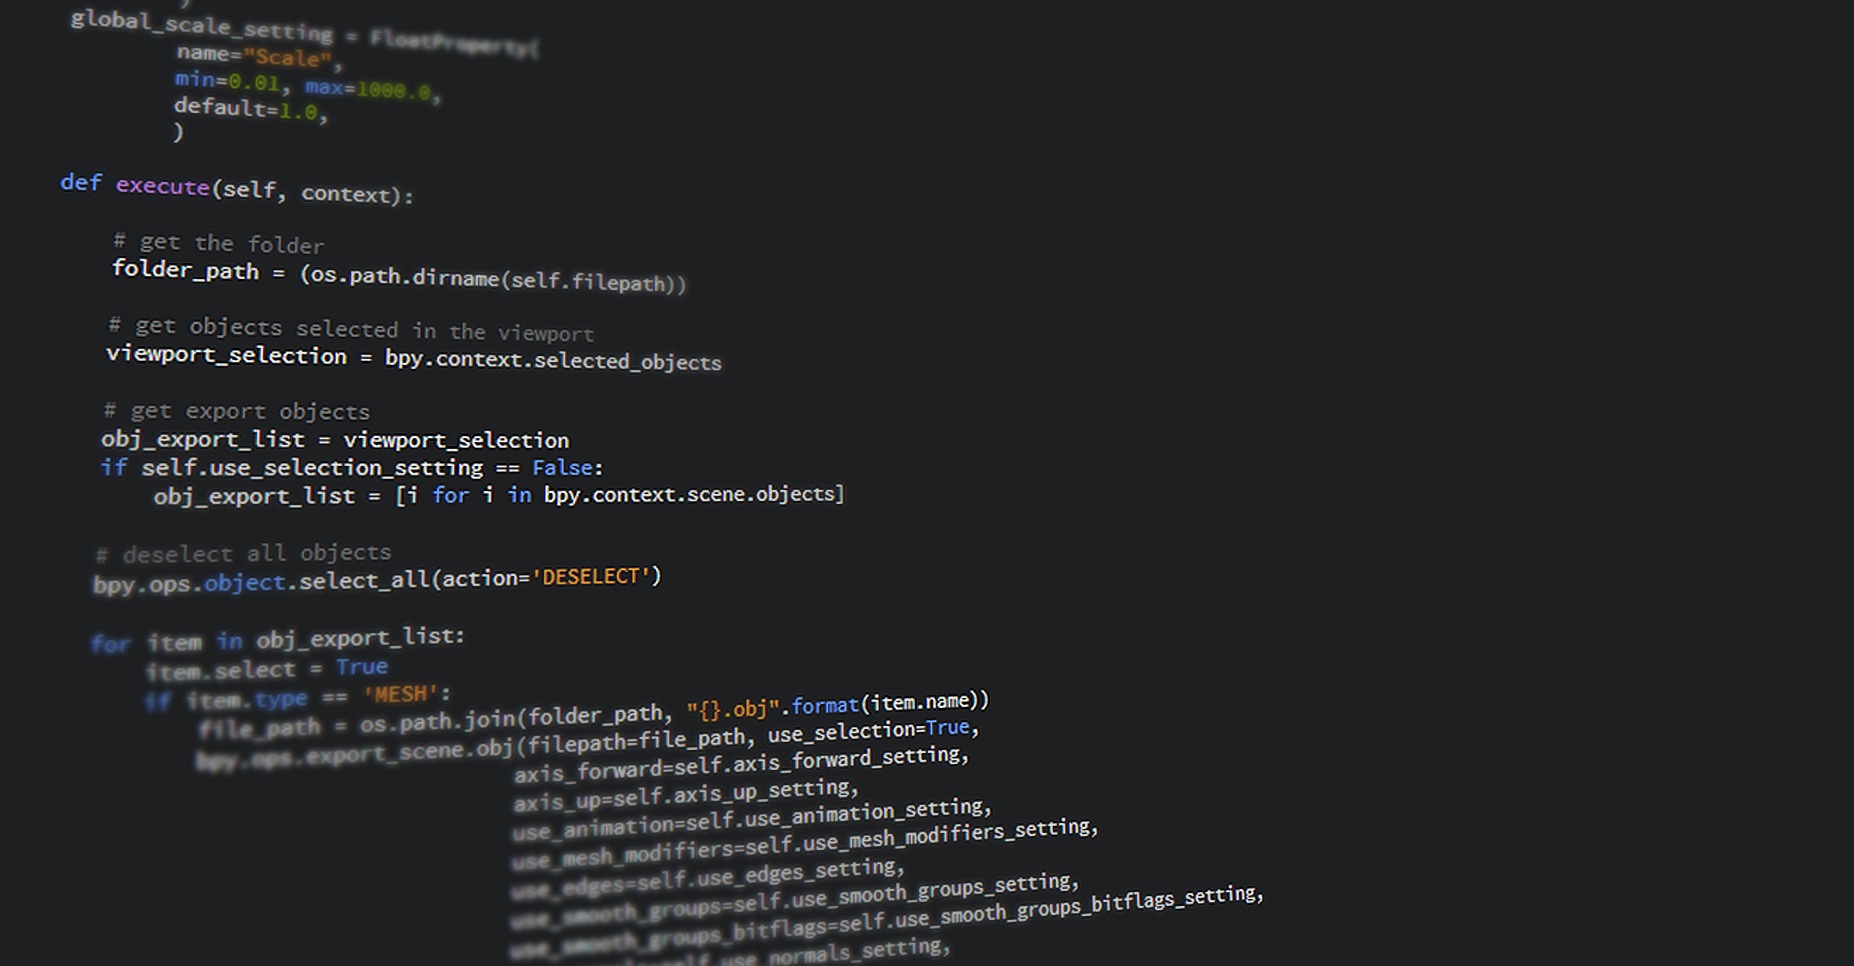 )
global_scale_setting = FloatProperty(
name="Scale",
min=0.01, max=1000.0,
default=1.0,
)
def execute(self, context):
# get the folder
folder_path = (os.path.dirname(self.filepath))
# get objects selected in the viewport
viewport_selection = bpy.context.selected_objects
# get export objects
obj_export_list = viewport_selection
if self.use_selection_setting == False:
obj_export_list = [i for i in bpy.context.scene.objects]
# deselect all objects
bpy.ops.object.select_all(action='DESELECT')
for item in obj_export_list:
item.select = True
if item.type == 'MESH':
file_path = os.path.join(folder_path, "{}.obj".format(item.name))
bpy.ops.export_scene.obj(filepath=file_path, use_selection=True,
axis_forward=self.axis_forward_setting,
axis_up=self.axis_up_setting,
use_animation=self.use_animation_setting,
use_mesh_modifiers=self.use_mesh_modifiers_setting,
use_edges=self.use_edges_setting,
use_smooth_groups=self.use_smooth_groups_setting,
use_smooth_groups_bitflags=self.use_smooth_groups_bitflags_setting,
use_normals_setting,